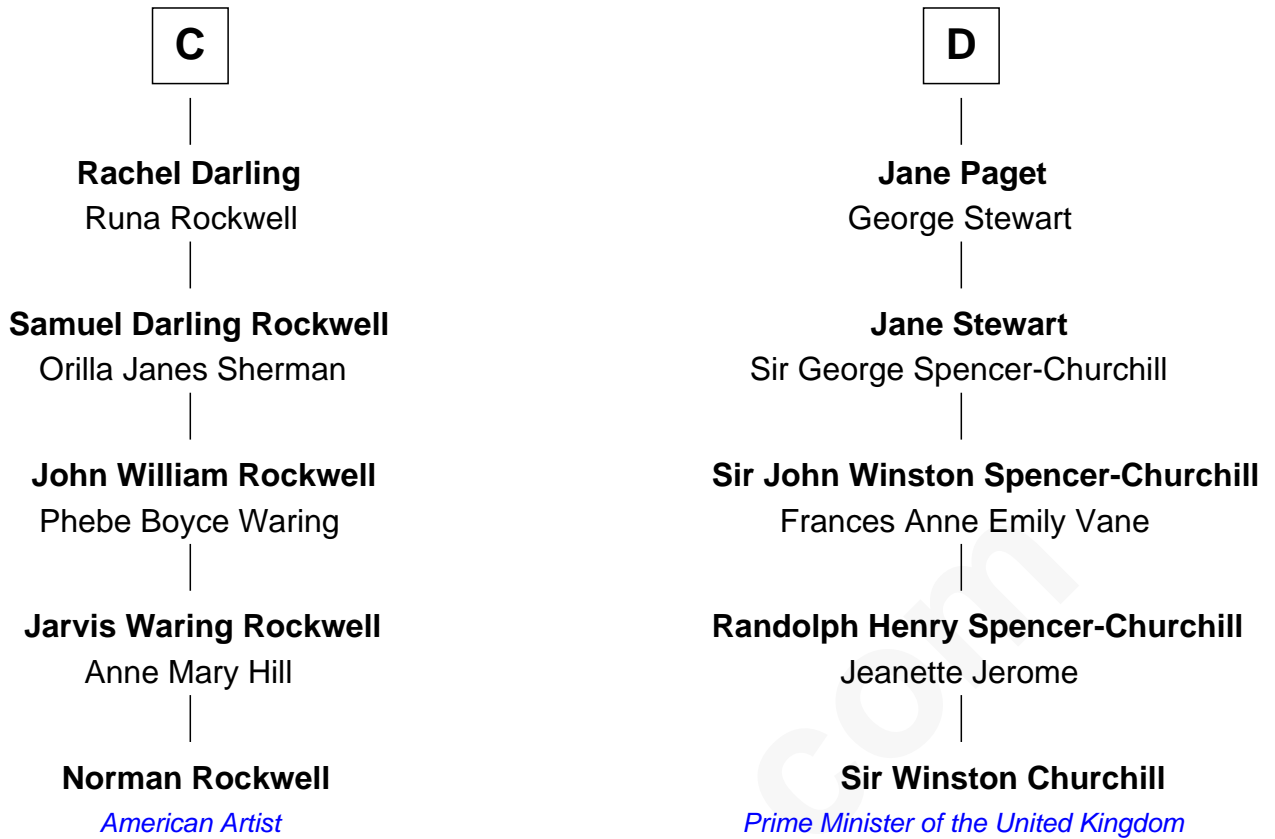 C
Rachel Darling
Runa Rockwell
Samuel Darling Rockwell
Orilla Janes Sherman
John William Rockwell
Phebe Boyce Waring
Jarvis Waring Rockwell
Anne Mary Hill
Norman Rockwell
American Artist
D
Jane Paget
George Stewart
Jane Stewart
Sir George Spencer-Churchill
Sir John Winston Spencer-Churchill
Frances Anne Emily Vane
Randolph Henry Spencer-Churchill
Jeanette Jerome
Sir Winston Churchill
Prime Minister of the United Kingdom
com